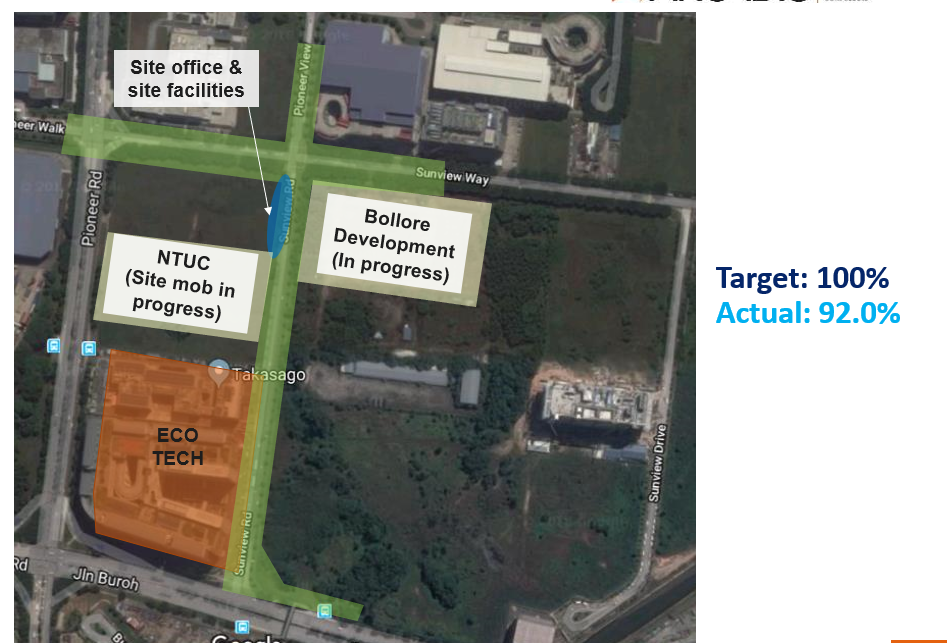 Site office &
site facilities
Pioneer View
eer Walk
Sunview Way
Pioneer Rd
Sunview Rd
Bollore
Development
(In progress)
NTUC
(Site mob in
progress)
Target: 100%
Actual: 92.0%
Takasago
ECO
TECH
Sunview Drive
Sunview Rd
Rd
Jln Buroh